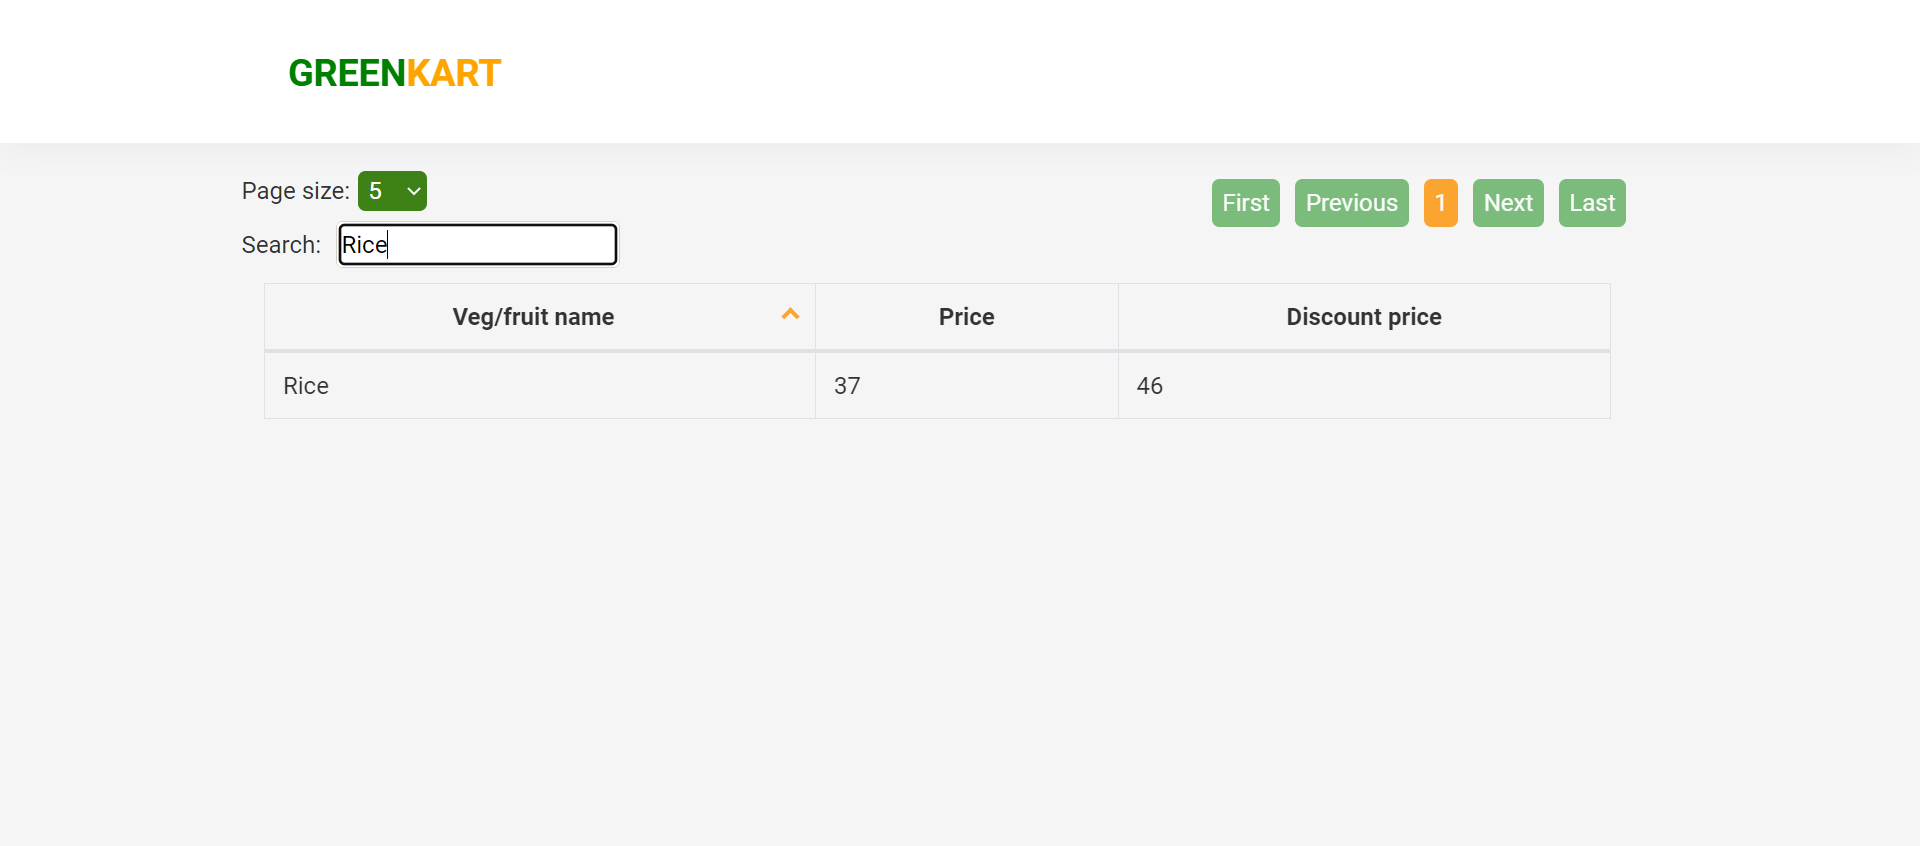 GREENKART
Page size: 5
First Previous 1 Next Last
Search: Rice
Veg/fruit name Price Discount price
Rice 37 46